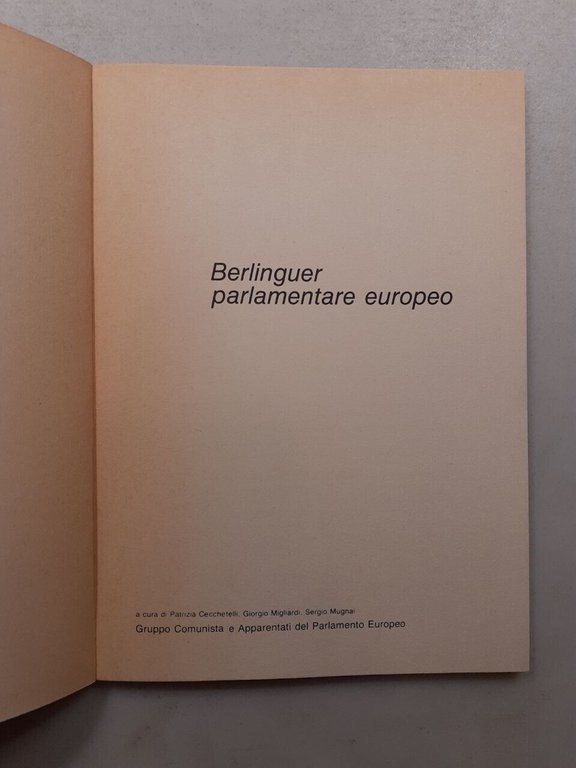 Berlinguer
parlamentare europeo
a cura di Patrizia Cecchetelli, Giorgio Migliardi, Sergio Mugnai
Gruppo Comunista e Apparentati del Parlamento Europeo